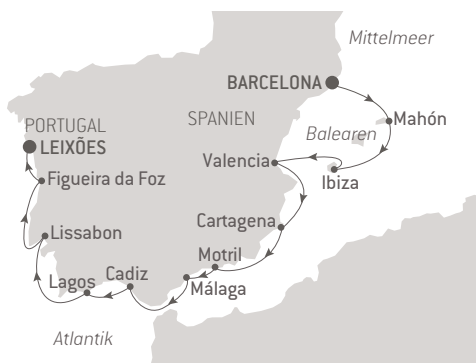 Mittelmeer
BARCELONA
SPANIEN
Mahón
PORTUGAL
Balearen
LEIXÕES
Valencia
Ibiza
Figueira da Foz
Cartagena
Lissabon
Motril
Lagos
Cadiz
Málaga
Atlantik